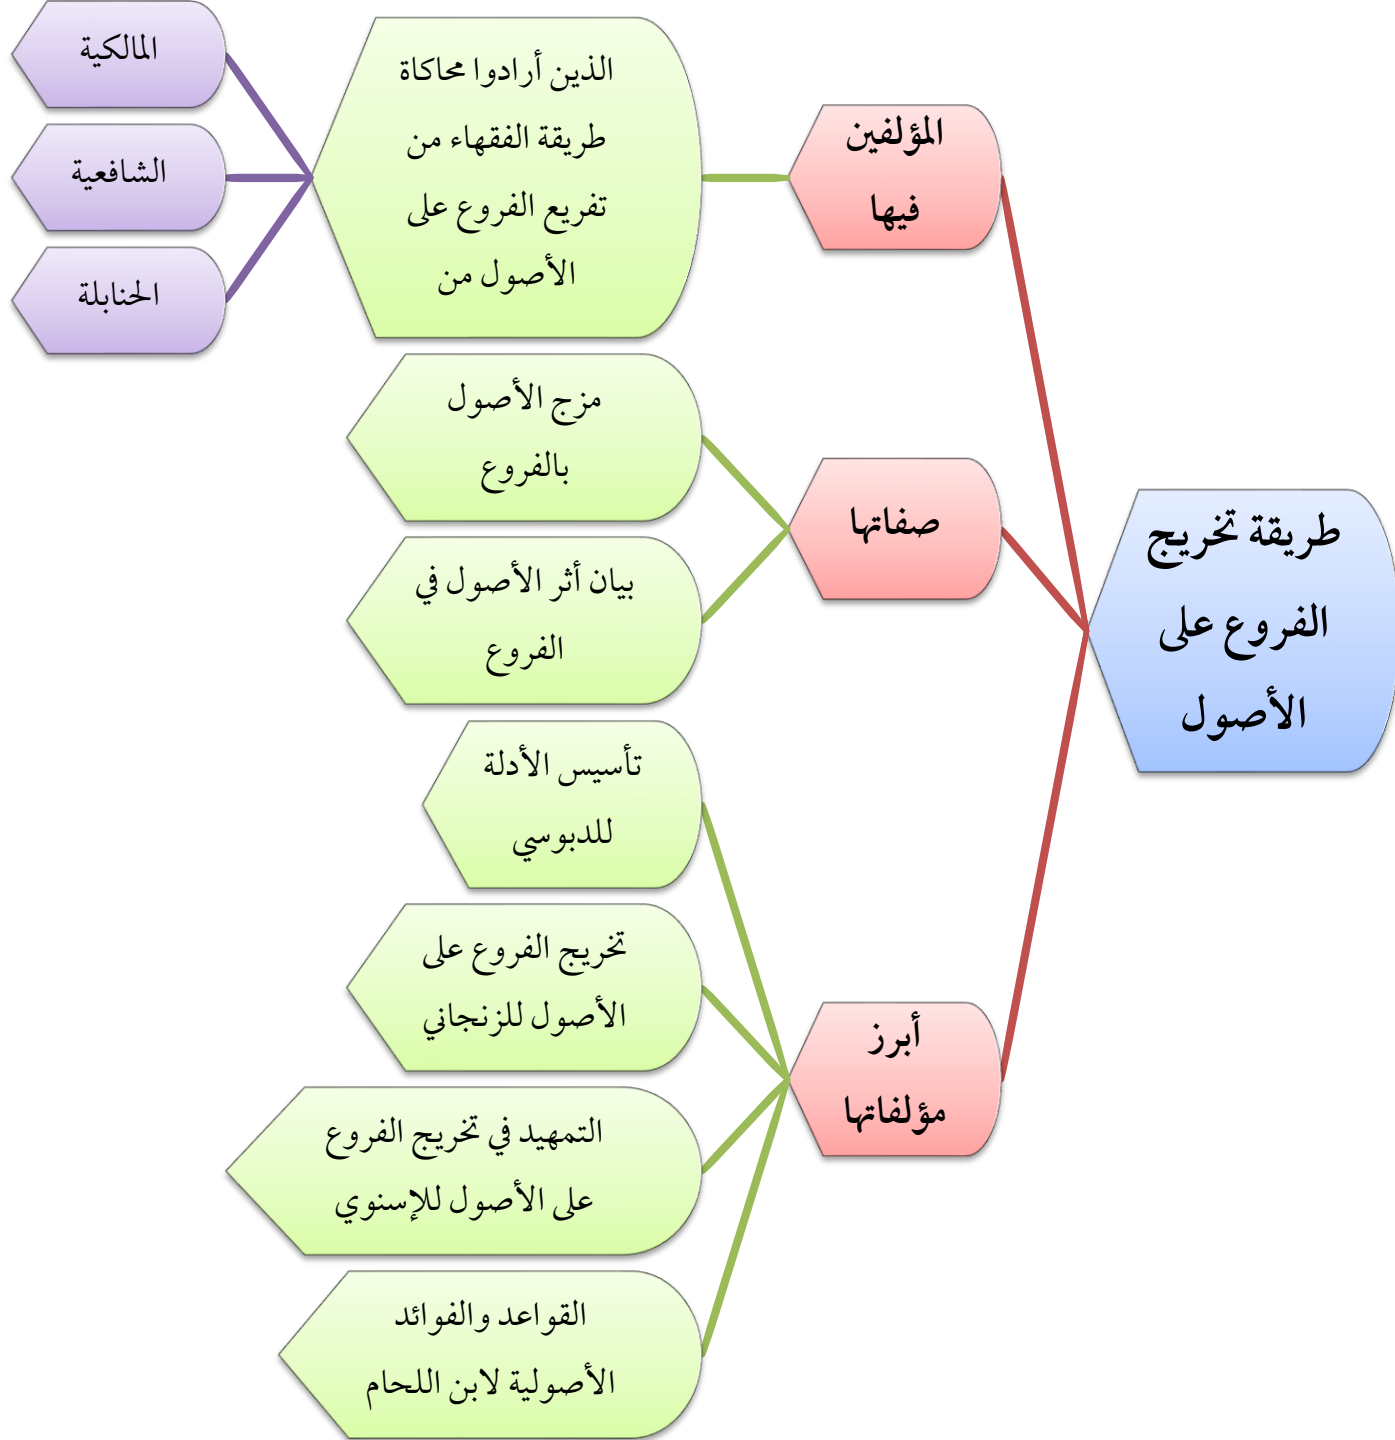 طريقة تخريج
الفروع على
الأصول
المؤلفين
فيها
الذين أرادوا محاكاة
طريقة الفقهاء من
تفريع الفروع على
الأصول من
المالكية
الشافعية
الحنابلة
صفاتها
مزج الأصول
بالفروع
بيان أثر الأصول في
الفروع
أبرز
مؤلفاتها
تأسيس الأدلة
للدبوسي
تخريج الفروع على
الأصول للزنجاني
التمهيد في تخريج الفروع
على الأصول للإسنوي
القواعد والفوائد
الأصولية لابن اللحام